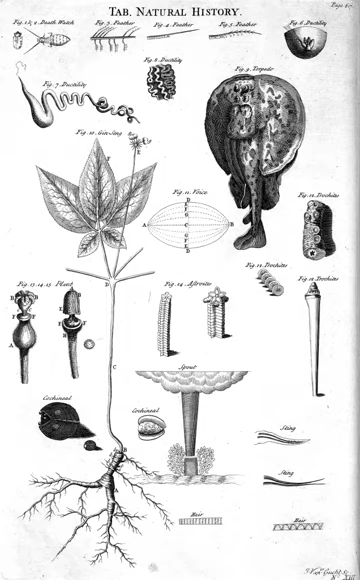 TAB. NATURAL HISTORY.
Fig. 1 & 2. Death Watch
Fig. 3. Feather
Fig. 4. Feather
Fig. 5. Feather
Fig. 6. Ductility
Fig. 7. Ductility
Fig. 8. Ductility
Fig. 9. Torpedo
Fig. 10. Gin-Seng
E
Fig. 11. Voice
D
E
F
A C B
G
F
E
D
Fig. 12. Trochites
Fig. 12. Trochites
Fig. 12. Trochites
D
Fig. 13. 14. 15. Plant
Fig. 14. Astroites
A
C
Spout
Cochineal
Cochineal
Sting
Sting
Hair
Hair